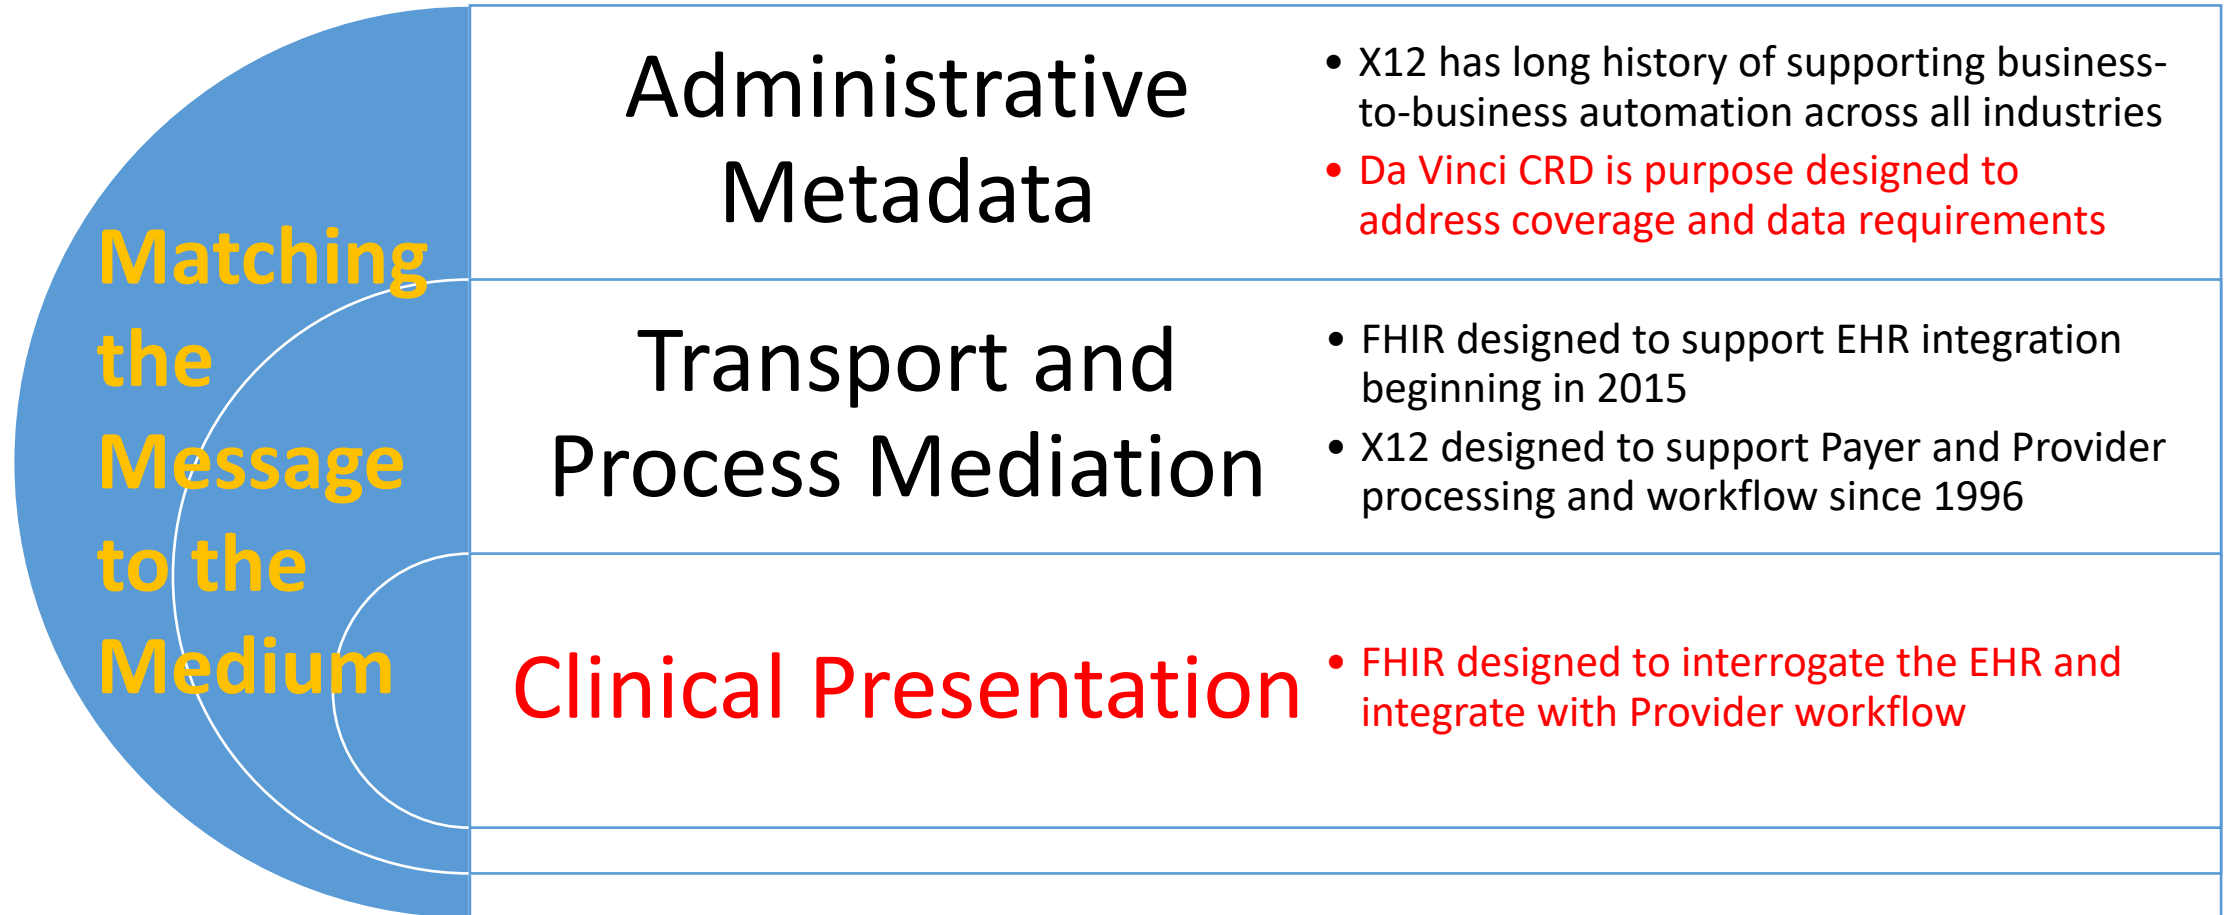 Matching
the
Message
to the
Medium
Administrative
Metadata
• X12 has long history of supporting business-
to-business automation across all industries
• Da Vinci CRD is purpose designed to
address coverage and data requirements
Transport and
Process Mediation
• FHIR designed to support EHR integration
beginning in 2015
• X12 designed to support Payer and Provider
processing and workflow since 1996
Clinical Presentation
• FHIR designed to interrogate the EHR and
integrate with Provider workflow